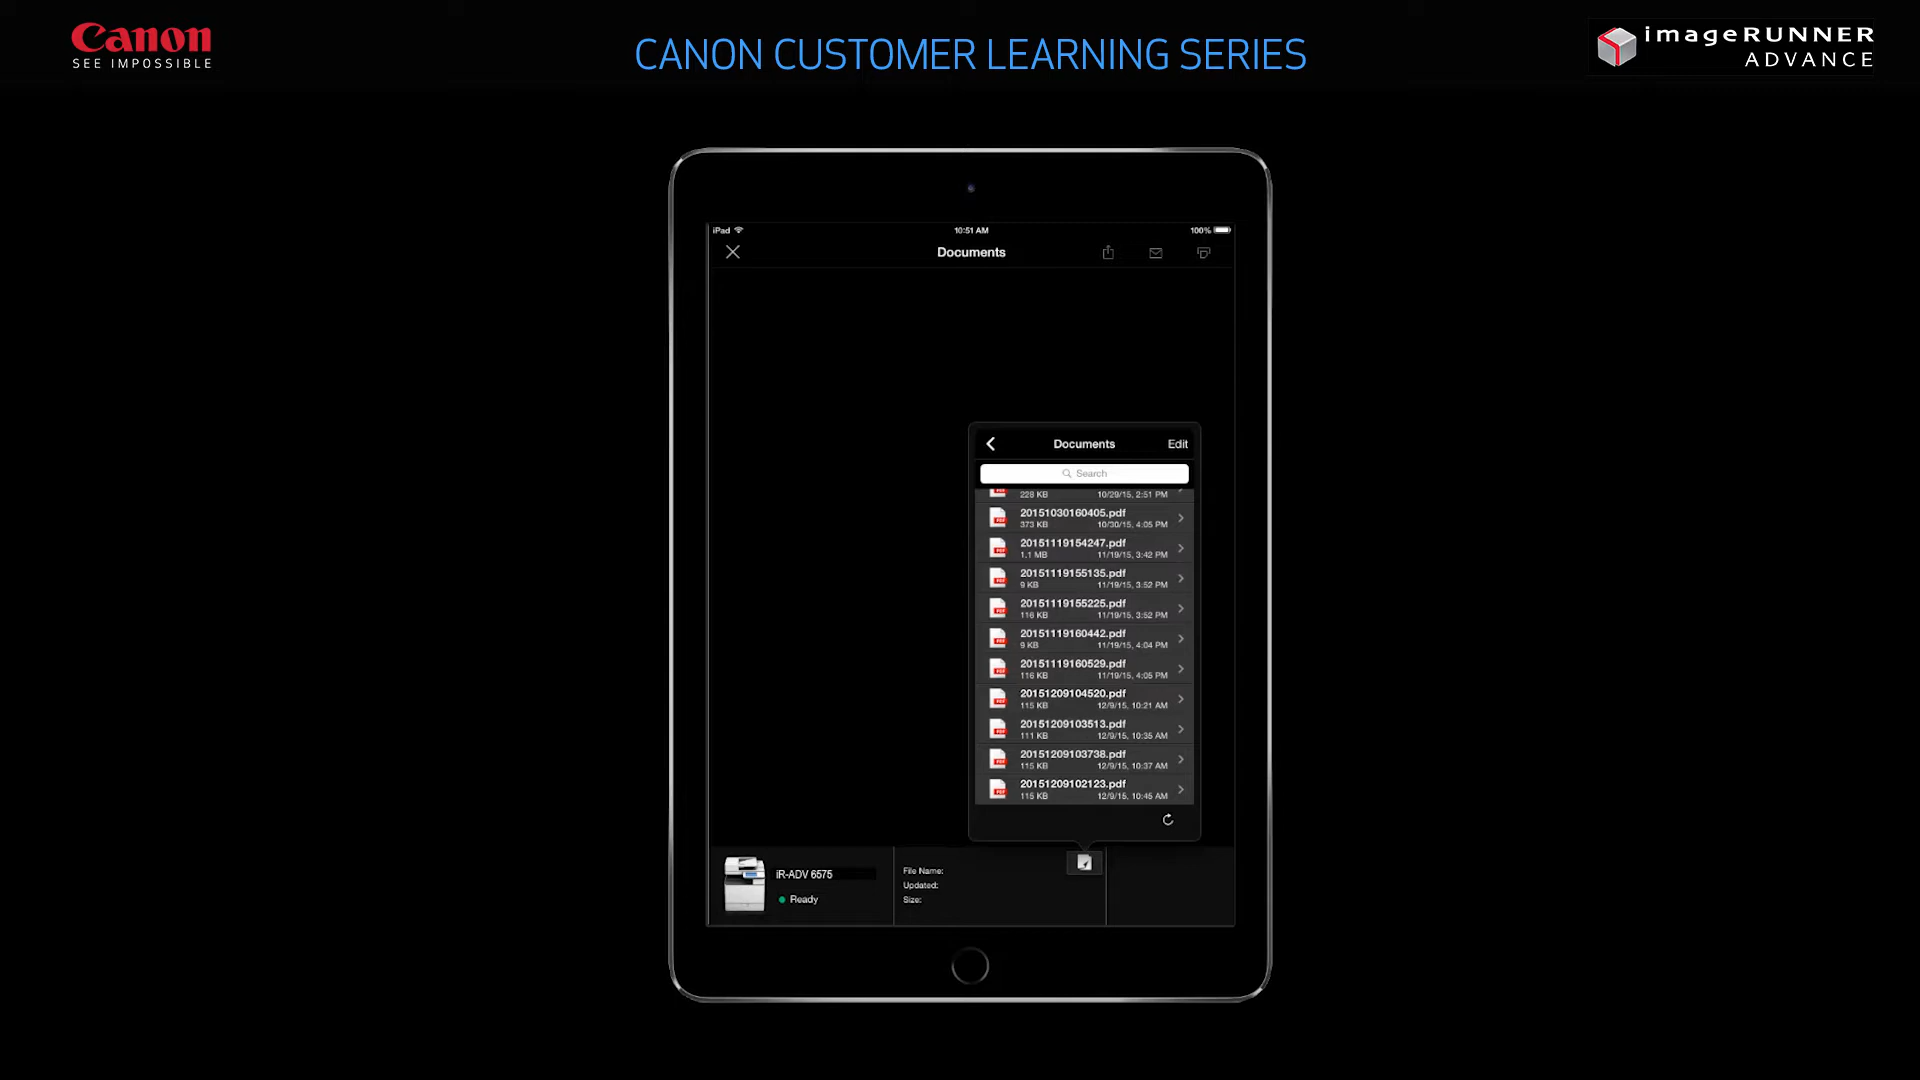 Canon
SEE IMPOSSIBLE
CANON CUSTOMER LEARNING SERIES
imageRUNNER
ADVANCE
iPad
10:51 AM
100%
Documents
Documents
Edit
Search
228 KB 10/29/15, 2:51 PM
20151030160405.pdf
373 KB 10/30/15, 4:05 PM
20151119154247.pdf
1.1 MB 11/19/15, 3:42 PM
20151119155135.pdf
9 KB 11/19/15, 3:52 PM
20151119155225.pdf
116 KB 11/19/15, 3:52 PM
20151119160442.pdf
9 KB 11/19/15, 4:04 PM
20151119160529.pdf
116 KB 11/19/15, 4:05 PM
20151209104520.pdf
115 KB 12/9/15, 10:21 AM
20151209103513.pdf
111 KB 12/9/15, 10:35 AM
20151209103738.pdf
115 KB 12/9/15, 10:37 AM
20151209102123.pdf
115 KB 12/9/15, 10:45 AM
iR-ADV 6575
Ready
File Name:
Updated:
Size: